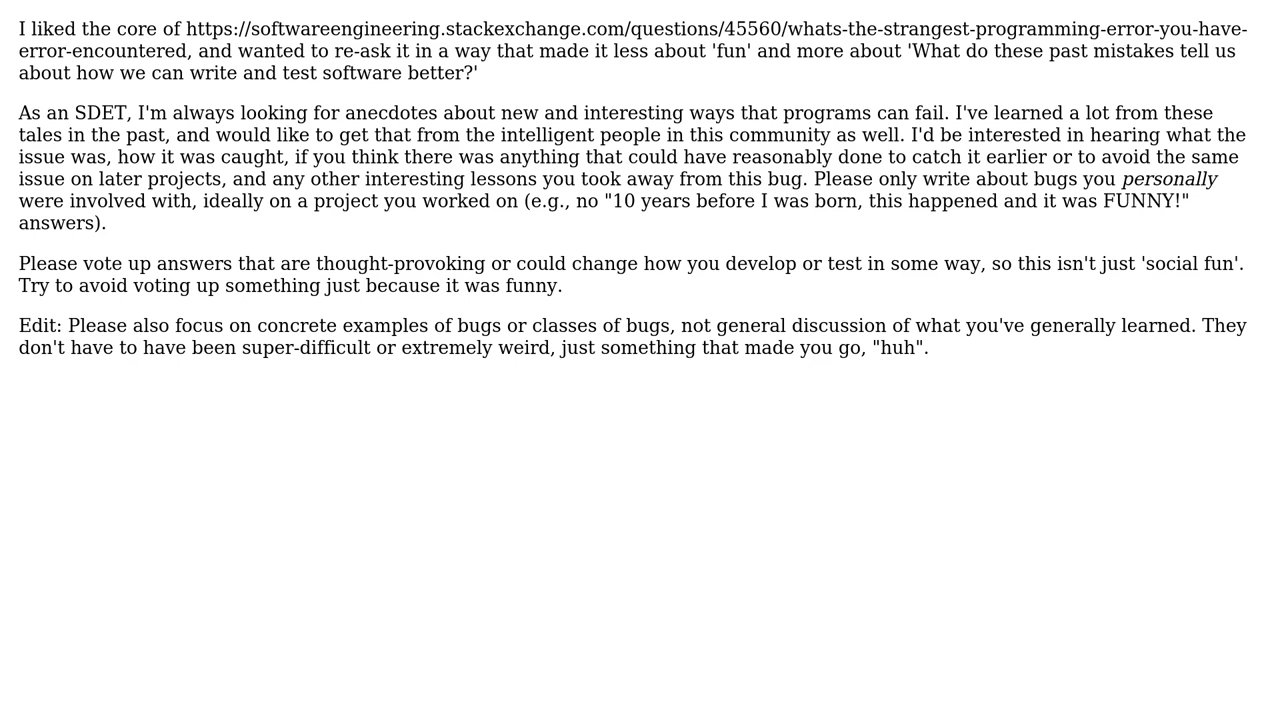 I liked the core of https://softwareengineering.stackexchange.com/questions/45560/whats-the-strangest-programming-error-you-have-
error-encountered, and wanted to re-ask it in a way that made it less about 'fun' and more about 'What do these past mistakes tell us
about how we can write and test software better?'
As an SDET, I'm always looking for anecdotes about new and interesting ways that programs can fail. I've learned a lot from these
tales in the past, and would like to get that from the intelligent people in this community as well. I'd be interested in hearing what the
issue was, how it was caught, if you think there was anything that could have reasonably done to catch it earlier or to avoid the same
issue on later projects, and any other interesting lessons you took away from this bug. Please only write about bugs you personally
were involved with, ideally on a project you worked on (e.g., no "10 years before I was born, this happened and it was FUNNY!"
answers).
Please vote up answers that are thought-provoking or could change how you develop or test in some way, so this isn't just 'social fun'.
Try to avoid voting up something just because it was funny.
Edit: Please also focus on concrete examples of bugs or classes of bugs, not general discussion of what you've generally learned. They
don't have to have been super-difficult or extremely weird, just something that made you go, "huh".